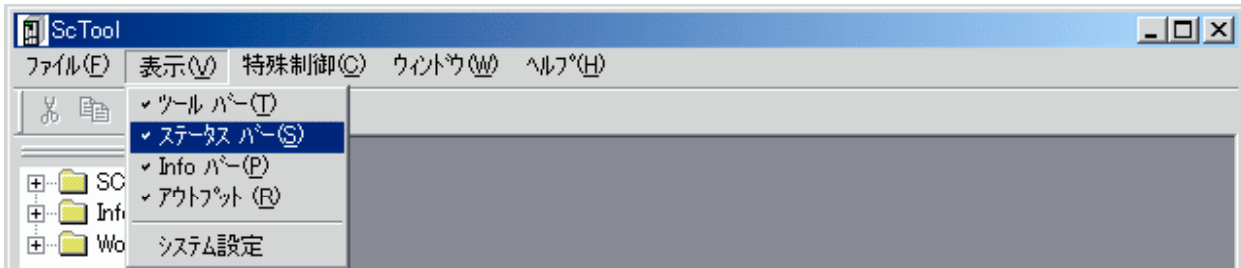 ScTool
ファイル(F) 表示(V) 特殊制御(C) ウィンドウ(W) ヘルプ(H)
ツール バー(T)
ステータス バー(S)
Info バー(P)
アウトプット (R)
システム設定
SC
Info
Wo